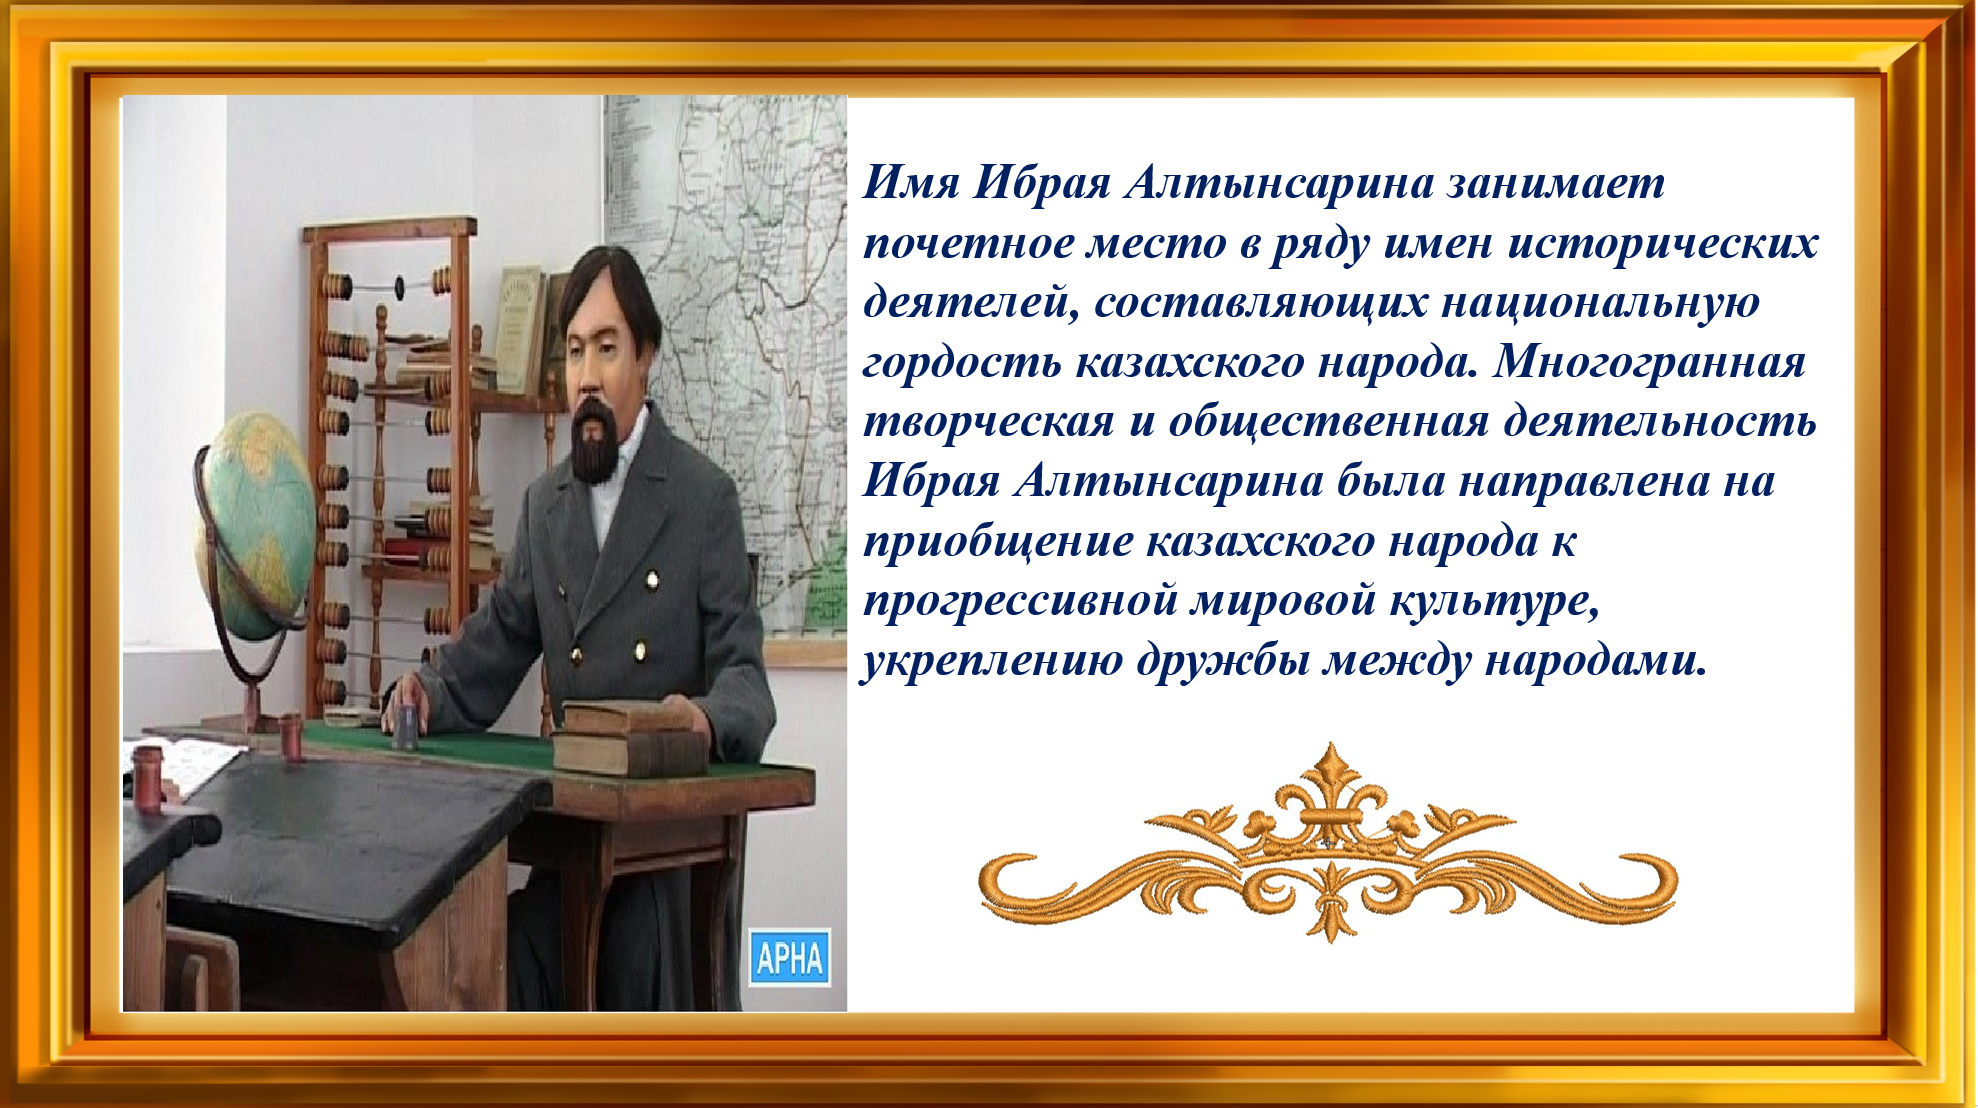 Имя Ибрая Алтынсарина занимает
почетное место в ряду имен исторических
деятелей, составляющих национальную
гордость казахского народа. Многогранная
творческая и общественная деятельность
Ибрая Алтынсарина была направлена на
приобщение казахского народа к
прогрессивной мировой культуре,
укреплению дружбы между народами.
АРНА